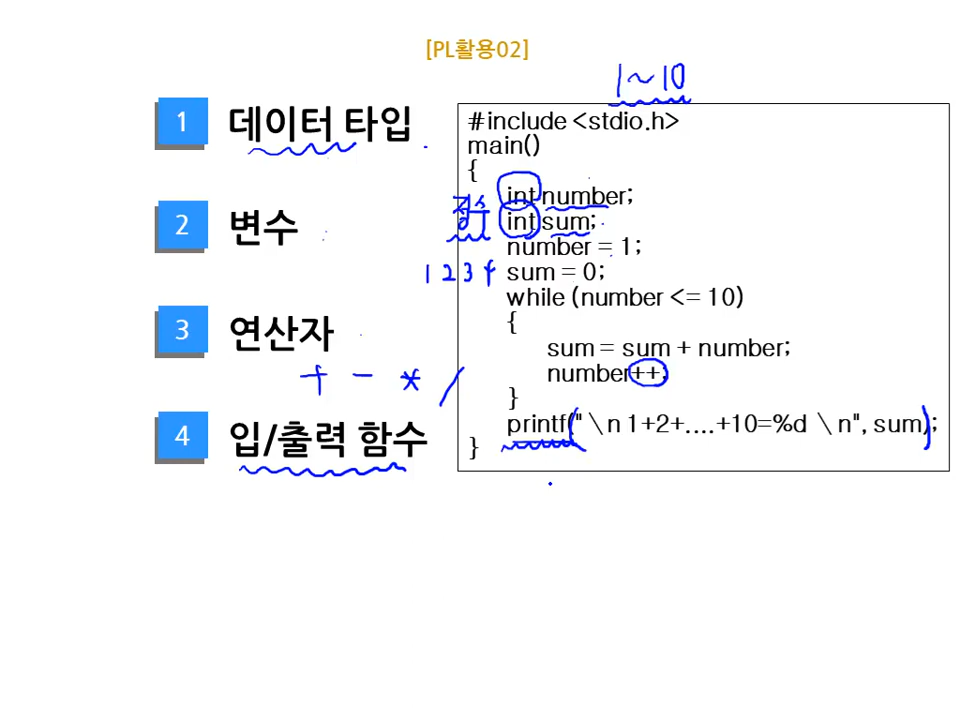 [PL활용02]
1~10
1 데이터 타입
2 변수
3 연산자
+ - * /
4 입/출력 함수
#include <stdio.h>
main()
{
int number;
정수
int sum;
number = 1;
1 2 3 4
sum = 0;
while (number <= 10)
{
sum = sum + number;
number++;
}
printf("\n 1+2+....+10=%d \n", sum);
}